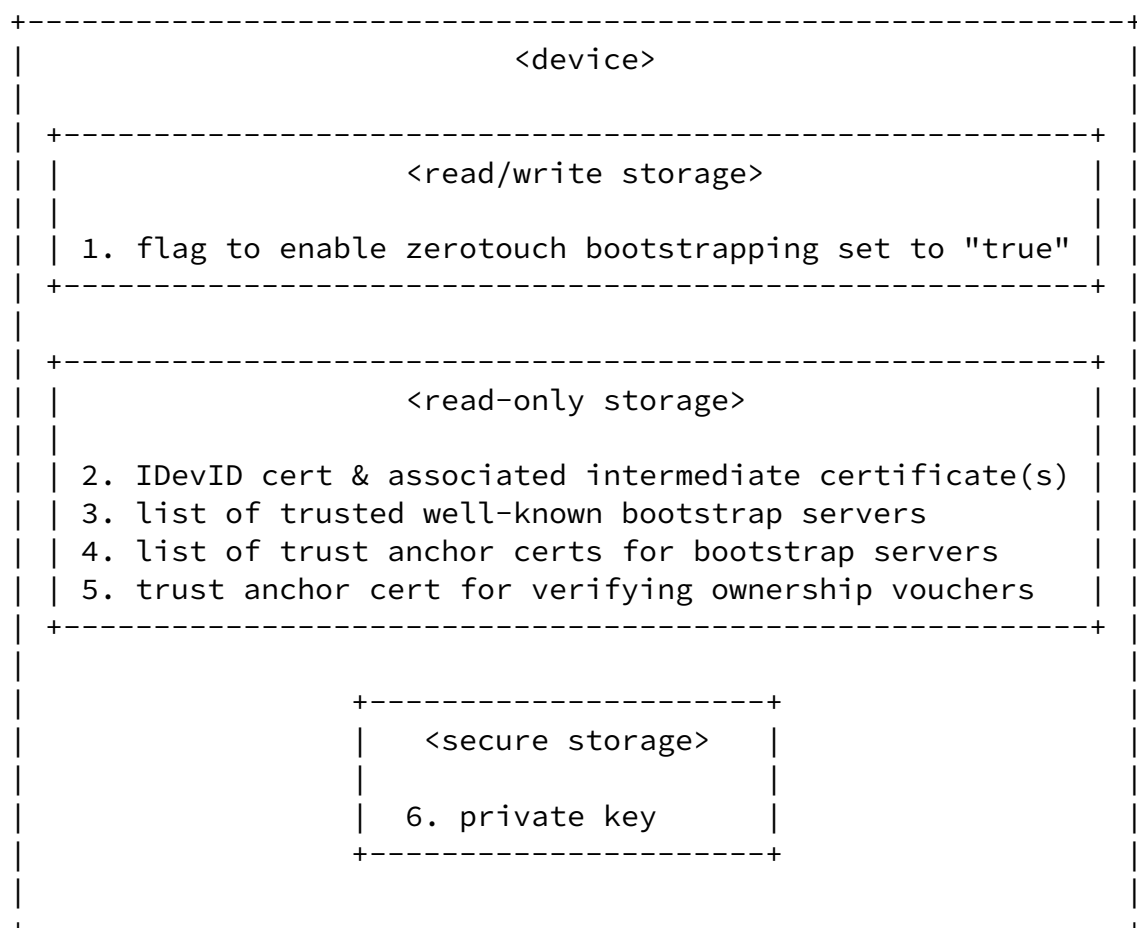 <device>
<read/write storage>
1. flag to enable zerotouch bootstrapping set to "true"
<read-only storage>
2. IDevID cert & associated intermediate certificate(s)
3. list of trusted well-known bootstrap servers
4. list of trust anchor certs for bootstrap servers
5. trust anchor cert for verifying ownership vouchers
<secure storage>
6. private key